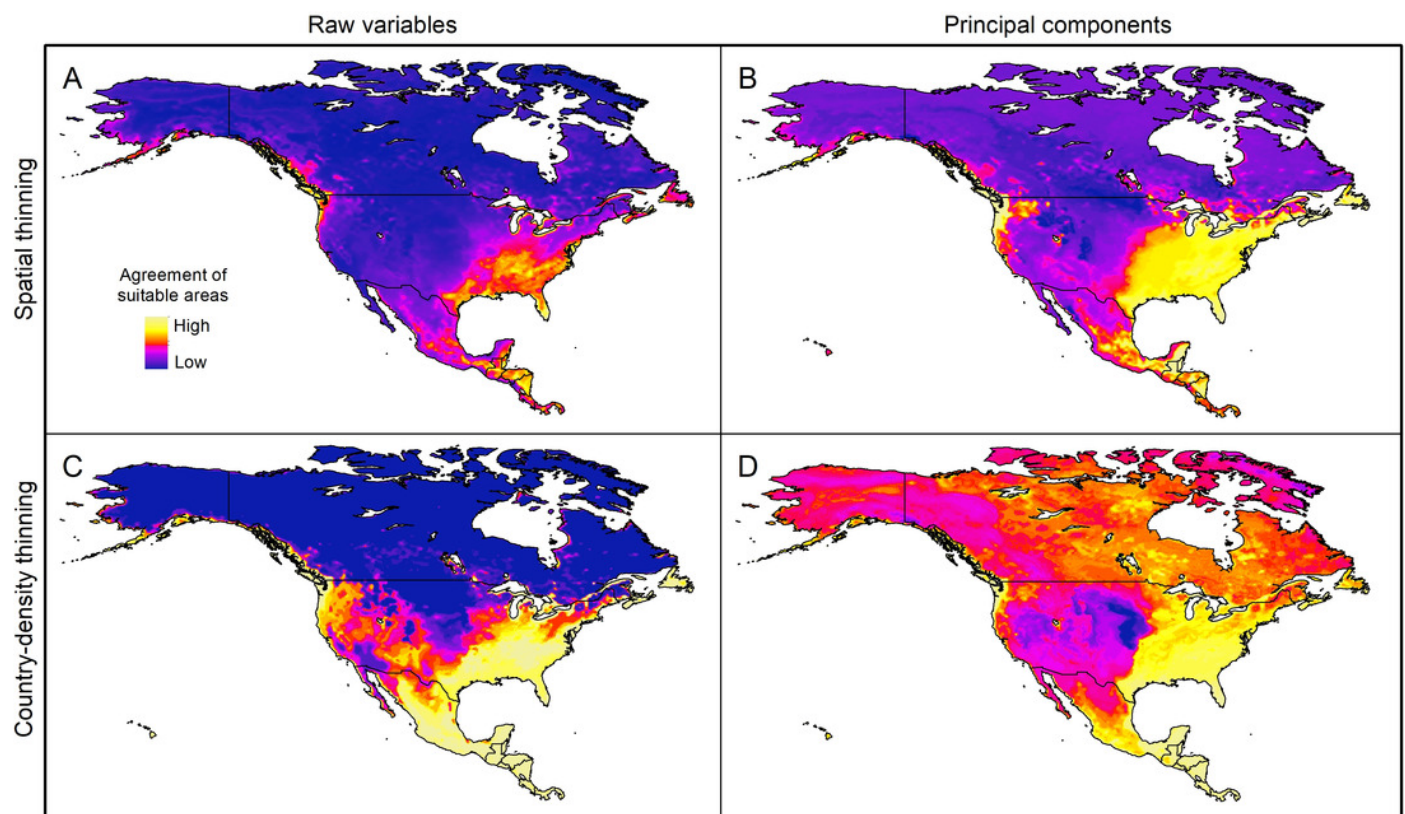 Raw variables
Principal components
Spatial thinning
A
B
Agreement of
suitable areas
High
Low
Country-density thinning
C
D